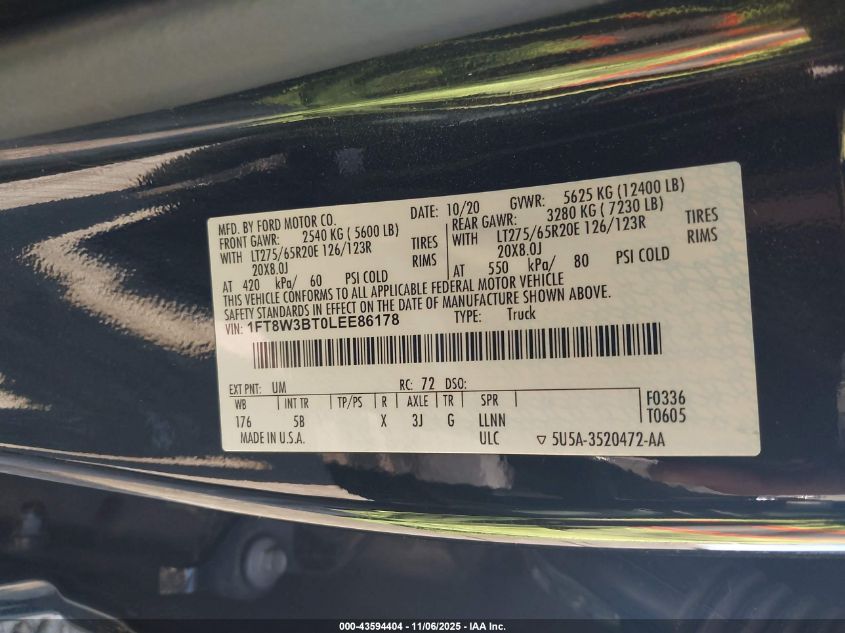 MFD. BY FORD MOTOR CO.
DATE: 10/20 GVWR: 5625 KG (12400 LB)
FRONT GAWR: 2540 KG ( 5600 LB)
REAR GAWR: 3280 KG ( 7230 LB)
WITH LT275/65R20E 126/123R TIRES
WITH LT275/65R20E 126/123R TIRES
20X8.0J RIMS
20X8.0J RIMS
AT 420 kPa/ 60 PSI COLD
AT 550 kPa/ 80 PSI COLD
THIS VEHICLE CONFORMS TO ALL APPLICABLE FEDERAL MOTOR VEHICLE
SAFETY STANDARDS IN EFFECT ON THE DATE OF MANUFACTURE SHOWN ABOVE.
VIN: 1FT8W3BT0LEE86178 TYPE: Truck
EXT PNT: UM RC: 72 DSO:
WB INT TR TP/PS R AXLE TR SPR F0336
176 5B X 3J G LLNN T0605
MADE IN U.S.A. ULC ▽ 5U5A-3520472-AA
000-43594404 | 11/06/2025 - IAA Inc.